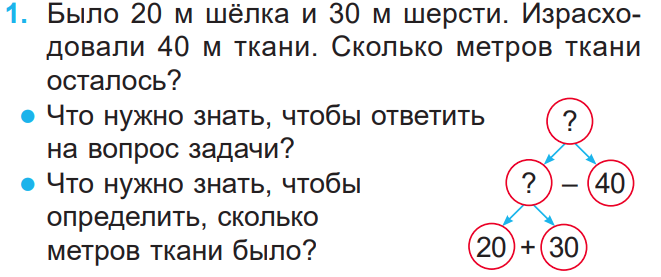 1. Было 20 м шёлка и 30 м шерсти. Израсхо-
довали 40 м ткани. Сколько метров ткани
осталось?
• Что нужно знать, чтобы ответить
на вопрос задачи?
• Что нужно знать, чтобы
определить, сколько
метров ткани было?
?
? – 40
20 + 30